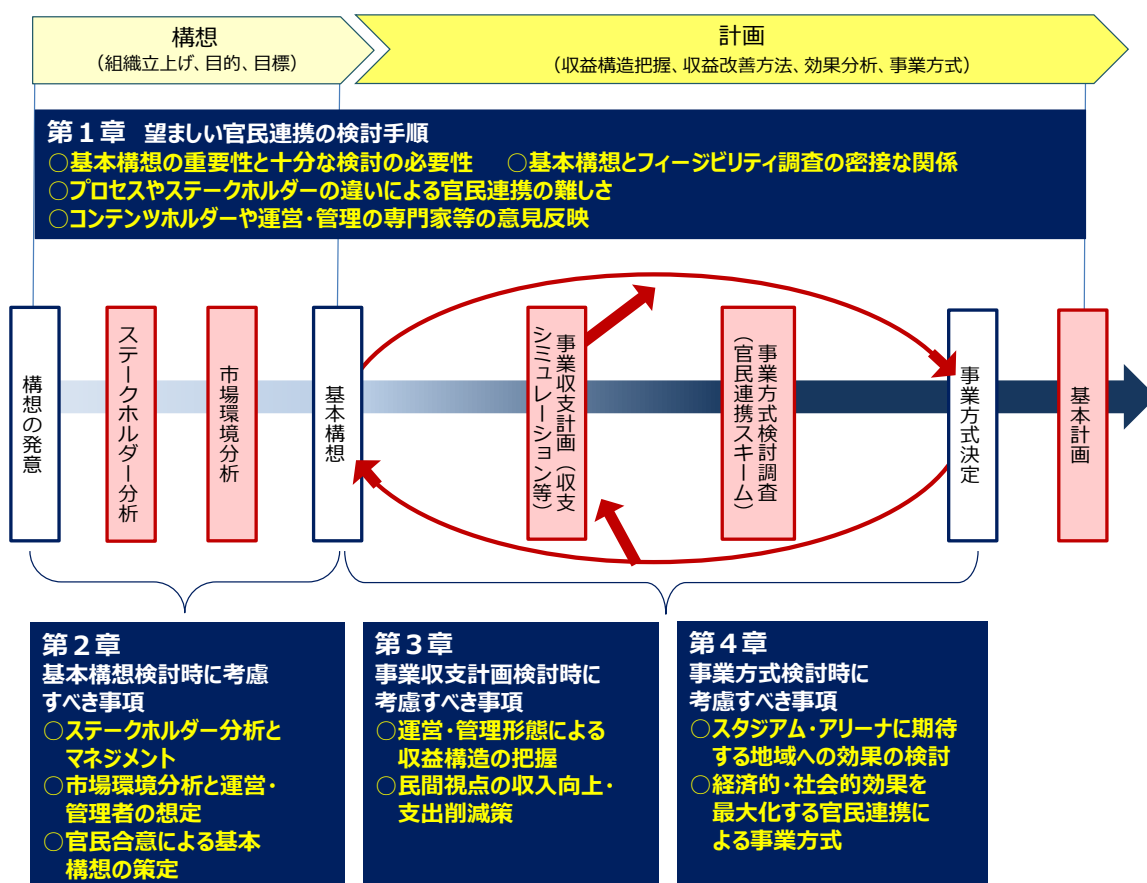 構想
（組織立上げ、目的、目標）
計画
（収益構造把握、収益改善方法、効果分析、事業方式）
第１章 望ましい官民連携の検討手順
○基本構想の重要性と十分な検討の必要性 ○基本構想とフィージビリティ調査の密接な関係
○プロセスやステークホルダーの違いによる官民連携の難しさ
○コンテンツホルダーや運営・管理の専門家等の意見反映
構想の発意
ステークホルダー分析
市場環境分析
基本構想
事業収支計画（収支
シミュレーション等）
事業方式検討調査
（官民連携スキーム）
事業方式決定
基本計画
第２章
基本構想検討時に考慮
すべき事項
○ステークホルダー分析と
マネジメント
○市場環境分析と運営・
管理者の想定
○官民合意による基本
構想の策定
第３章
事業収支計画検討時に
考慮すべき事項
○運営・管理形態による
収益構造の把握
○民間視点の収入向上・
支出削減策
第４章
事業方式検討時に
考慮すべき事項
○スタジアム・アリーナに期待
する地域への効果の検討
○経済的・社会的効果を
最大化する官民連携に
よる事業方式